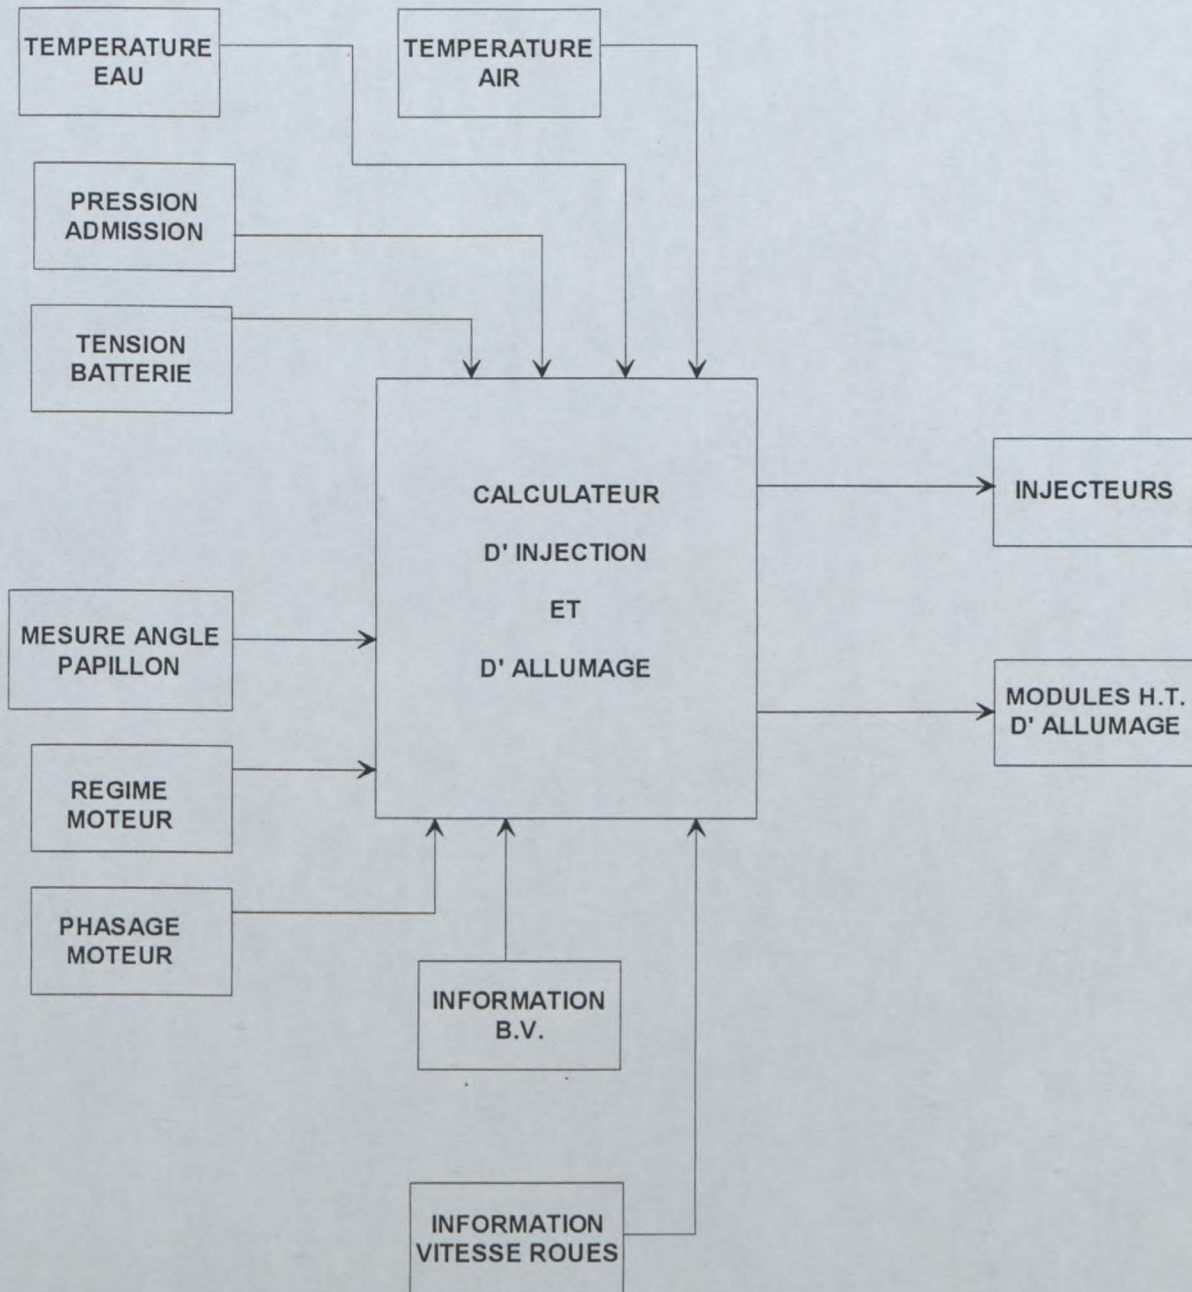 TEMPERATURE
EAU
TEMPERATURE
AIR
PRESSION
ADMISSION
TENSION
BATTERIE
CALCULATEUR
D' INJECTION
ET
D' ALLUMAGE
INJECTEURS
MESURE ANGLE
PAPILLON
MODULES H.T.
D' ALLUMAGE
REGIME
MOTEUR
PHASAGE
MOTEUR
INFORMATION
B.V.
INFORMATION
VITESSE ROUES